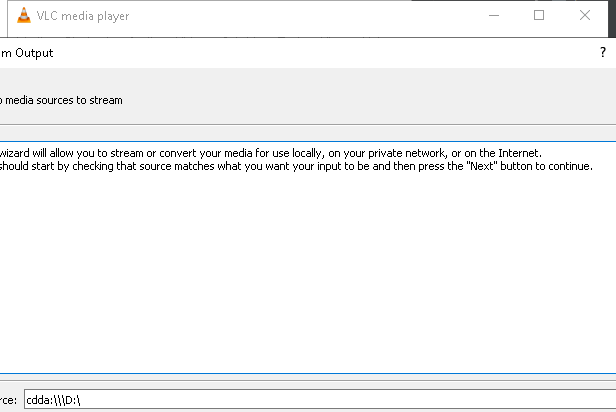 VLC media player
m Output
?
o media sources to stream
wizard will allow you to stream or convert your media for use locally, on your private network, or on the Internet.
should start by checking that source matches what you want your input to be and then press the "Next" button to continue.
rce: cdda:\\\D:\